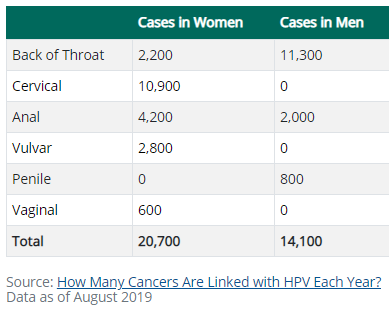 Cases in Women Cases in Men
Back of Throat 2,200 11,300
Cervical 10,900 0
Anal 4,200 2,000
Vulvar 2,800 0
Penile 0 800
Vaginal 600 0
Total 20,700 14,100
Source: How Many Cancers Are Linked with HPV Each Year?
Data as of August 2019